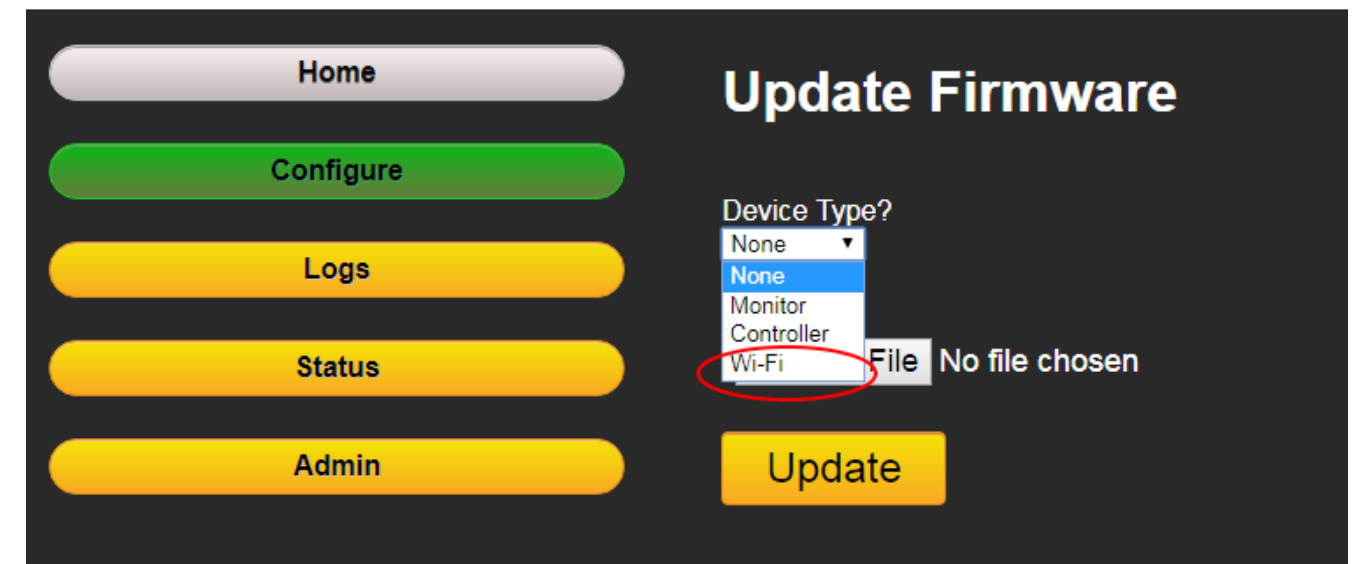 Home
Configure
Logs
Status
Admin
Update Firmware
Device Type?
None
None
Monitor
Controller
Wi-Fi
File No file chosen
Update